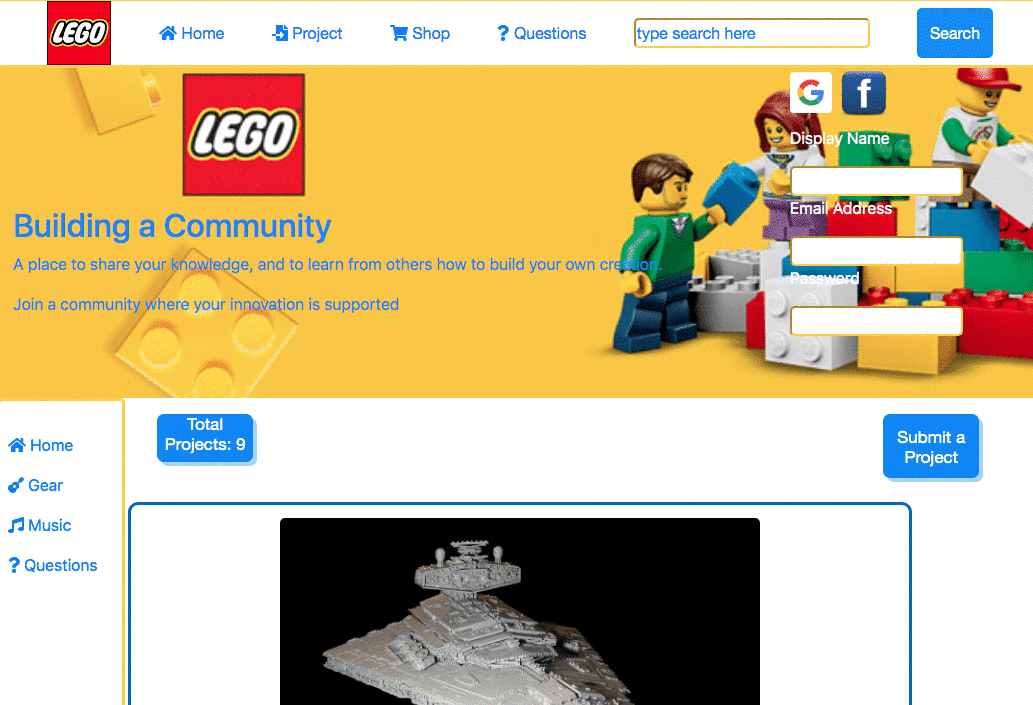 LEGO
Home
Project
Shop
Questions
type search here
Search
LEGO
G
f
Display Name
Email Address
Password
Building a Community
A place to share your knowledge, and to learn from others how to build your own creation.
Join a community where your innovation is supported
Home
Gear
Music
Questions
Total
Projects: 9
Submit a
Project